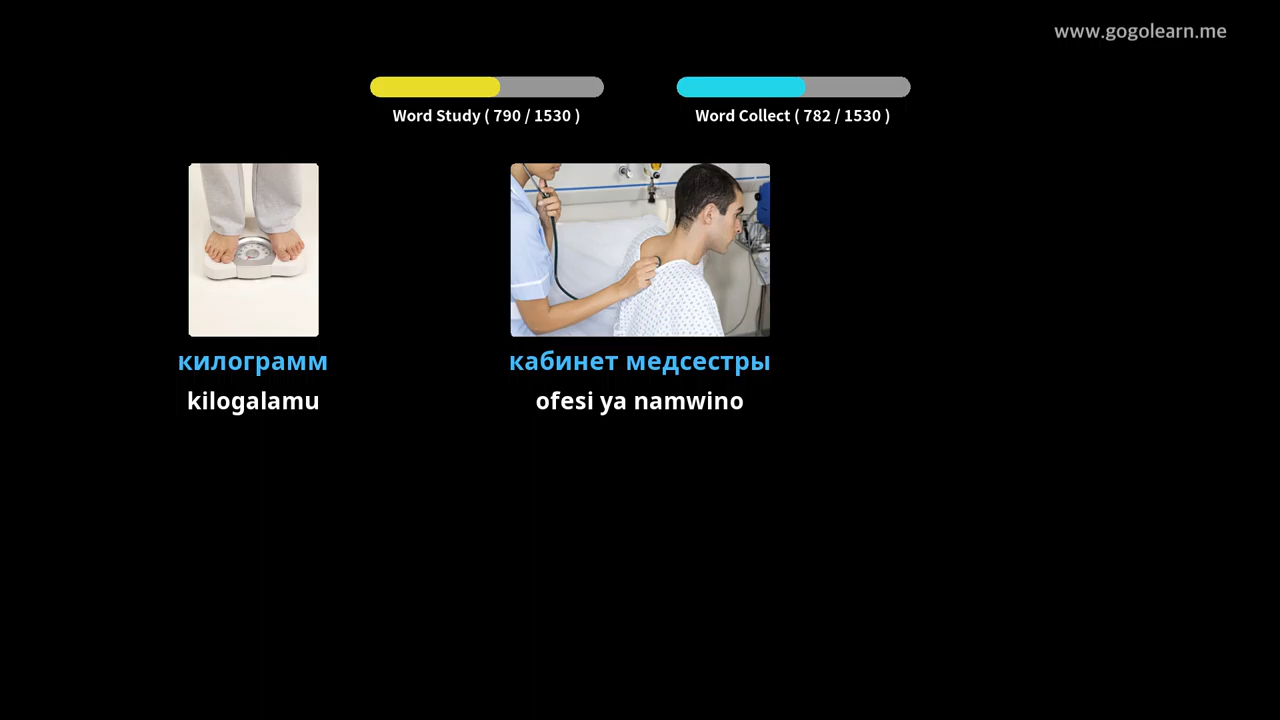 www.gogolearn.me
Word Study ( 790 / 1530 )
Word Collect ( 782 / 1530 )
килограмм
kilogalamu
кабинет медсестры
ofesi ya namwino